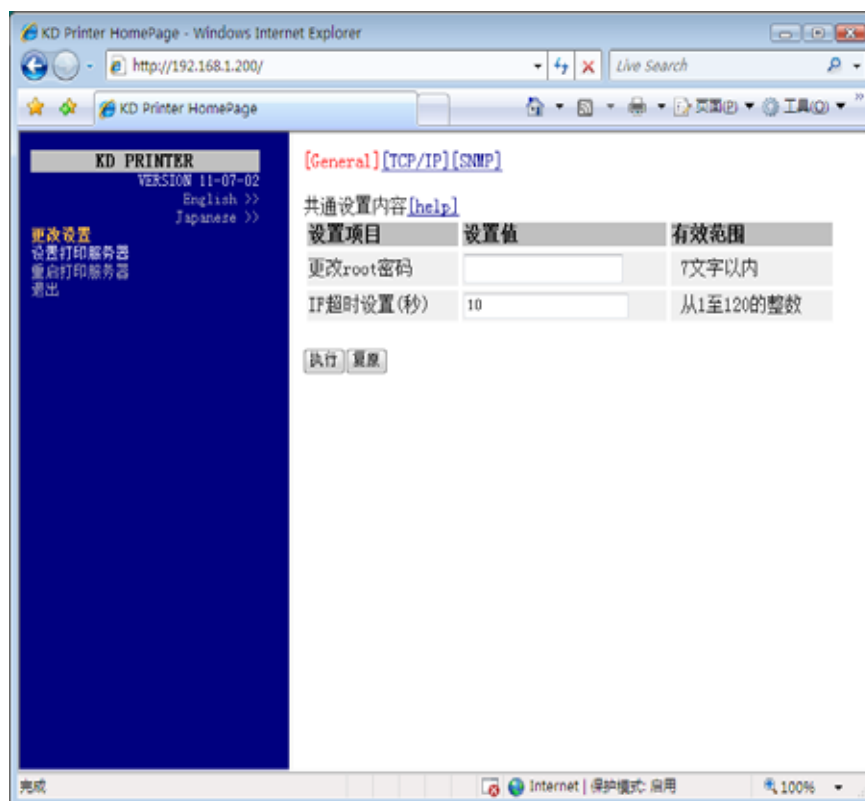 KD Printer HomePage - Windows Internet Explorer
http://192.168.1.200/
Live Search
KD Printer HomePage
页面(P)
工具(O)
KD PRINTER
VERSION 11-07-02
English >>
Japanese >>
更改设置
设置打印服务器
重启打印服务器
退出
[General][TCP/IP][SNMP]
共通设置内容[help]
设置项目 设置值 有效范围
更改root密码 7文字以内
IP超时设置(秒) 10 从1至120的整数
执行 复原
完成 Internet | 保护模式: 启用 100%